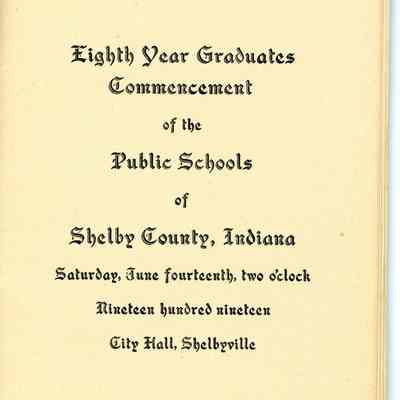 Eighth Year Graduates
Commencement
of the
Public Schools
of
Shelby County, Indiana
Saturday, June fourteenth, two o'clock
Nineteen hundred nineteen
City Hall, Shelbyville